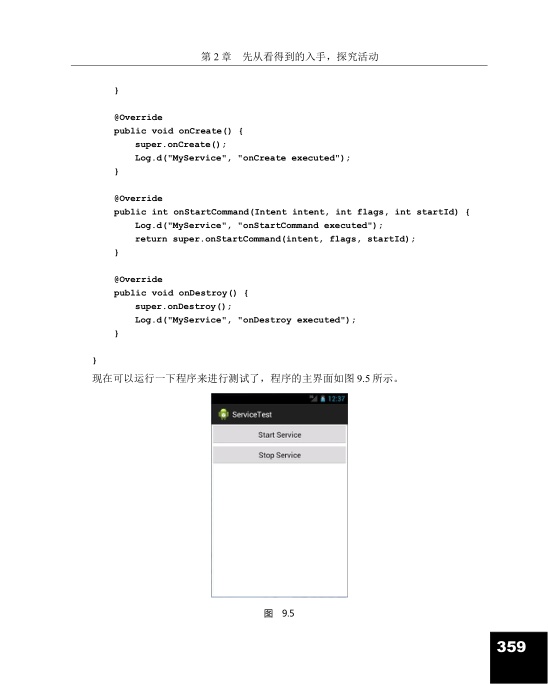 第 2 章 先从看得到的入手，探究活动
}
@Override
public void onCreate() {
super.onCreate();
Log.d("MyService", "onCreate executed");
}
@Override
public int onStartCommand(Intent intent, int flags, int startId) {
Log.d("MyService", "onStartCommand executed");
return super.onStartCommand(intent, flags, startId);
}
@Override
public void onDestroy() {
super.onDestroy();
Log.d("MyService", "onDestroy executed");
}
}
现在可以运行一下程序来进行测试了，程序的主界面如图 9.5 所示。
12:37
ServiceTest
Start Service
Stop Service
图 9.5
359